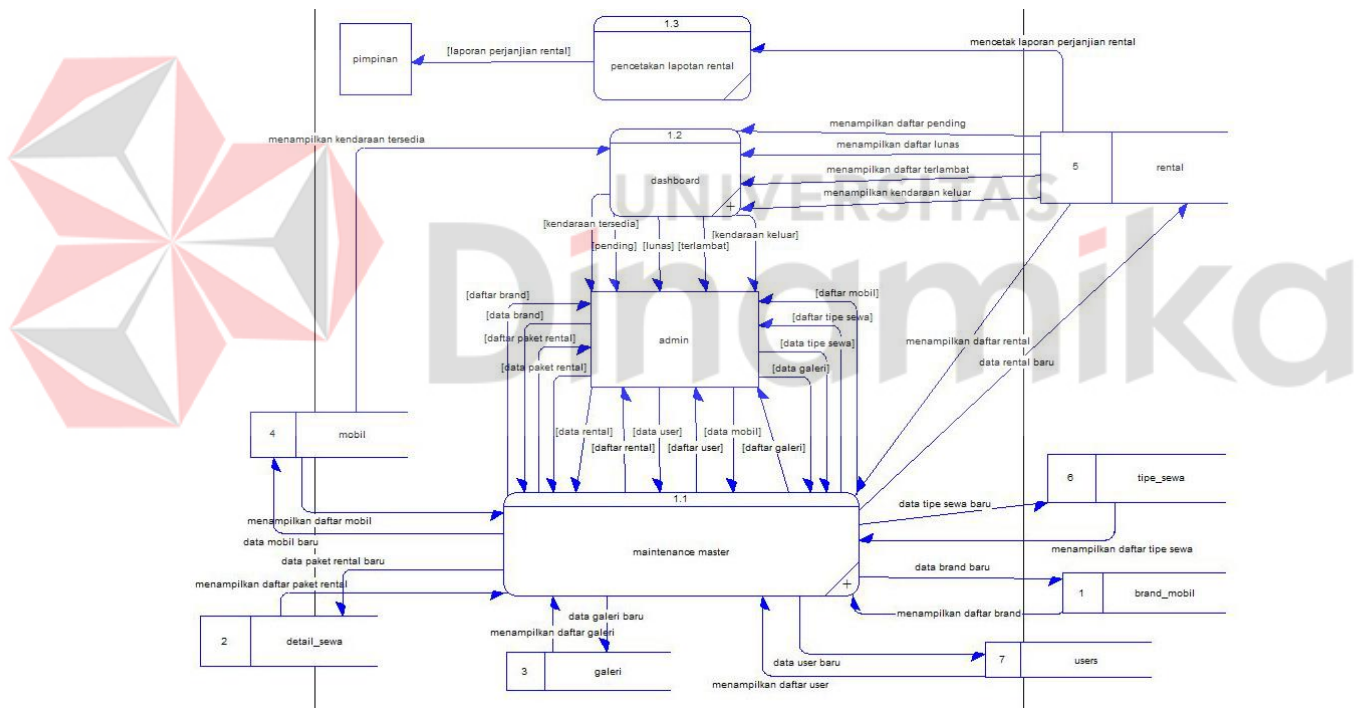 1.3
pimpinan
[laporan perjanjian rental]
pencetakan lapotan rental
mencetak laporan perjanjian rental
menampilkan kendaraan tersedia
1.2
dashboard
menampilkan daftar pending
menampilkan daftar lunas
menampilkan daftar terlambat
menampilkan kendaraan keluar
5
rental
UNIVERSITAS
Dinamika
[kendaraan tersedia]
[pending]
[lunas]
[terlambat]
[kendaraan keluar]
[daftar brand]
[data brand]
[daftar paket rental]
[data paket rental]
admin
[daftar mobil]
[daftar tipe sewa]
[data tipe sewa]
[data galeri]
menampilkan daftar rental
data rental baru
4
mobil
[data rental]
[daftar rental]
[data user]
[daftar user]
[data mobil]
[daftar galeri]
1.1
maintenance master
6
tipe_sewa
data tipe sewa baru
menampilkan daftar tipe sewa
menampilkan daftar mobil
data mobil baru
data paket rental baru
menampilkan daftar paket rental
data brand baru
menampilkan daftar brand
1
brand_mobil
2
detail_sewa
data galeri baru
menampilkan daftar galeri
3
galeri
data user baru
menampilkan daftar user
7
users